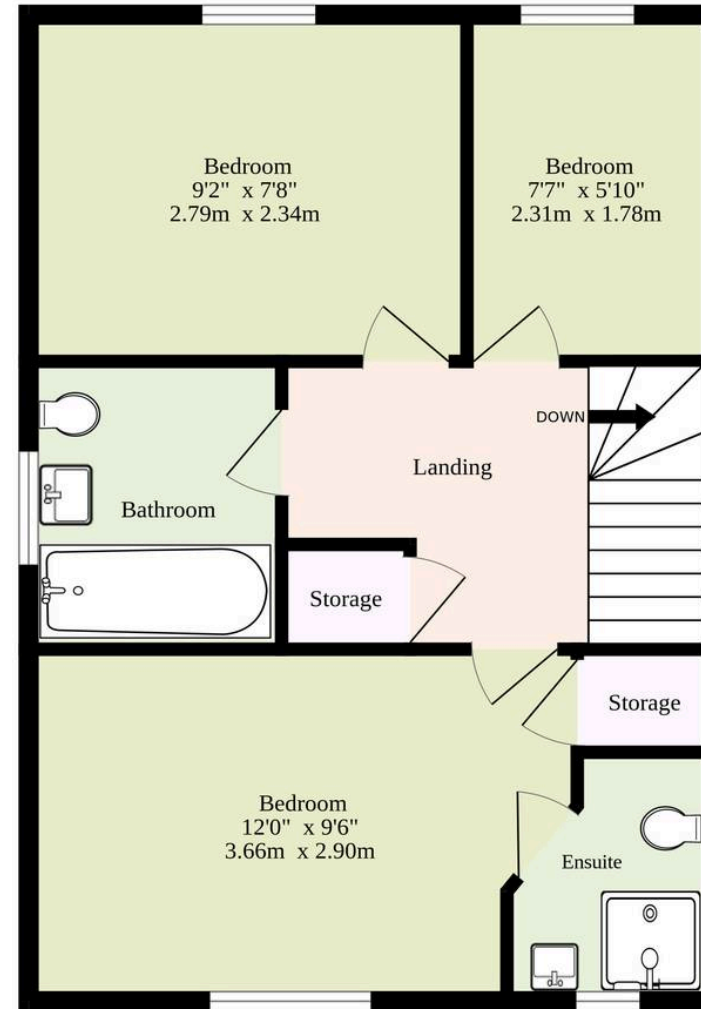 Bedroom
9'2" x 7'8"
2.79m x 2.34m
Bedroom
7'7" x 5'10"
2.31m x 1.78m
DOWN
Landing
Bathroom
Storage
Storage
Bedroom
12'0" x 9'6"
3.66m x 2.90m
Ensuite